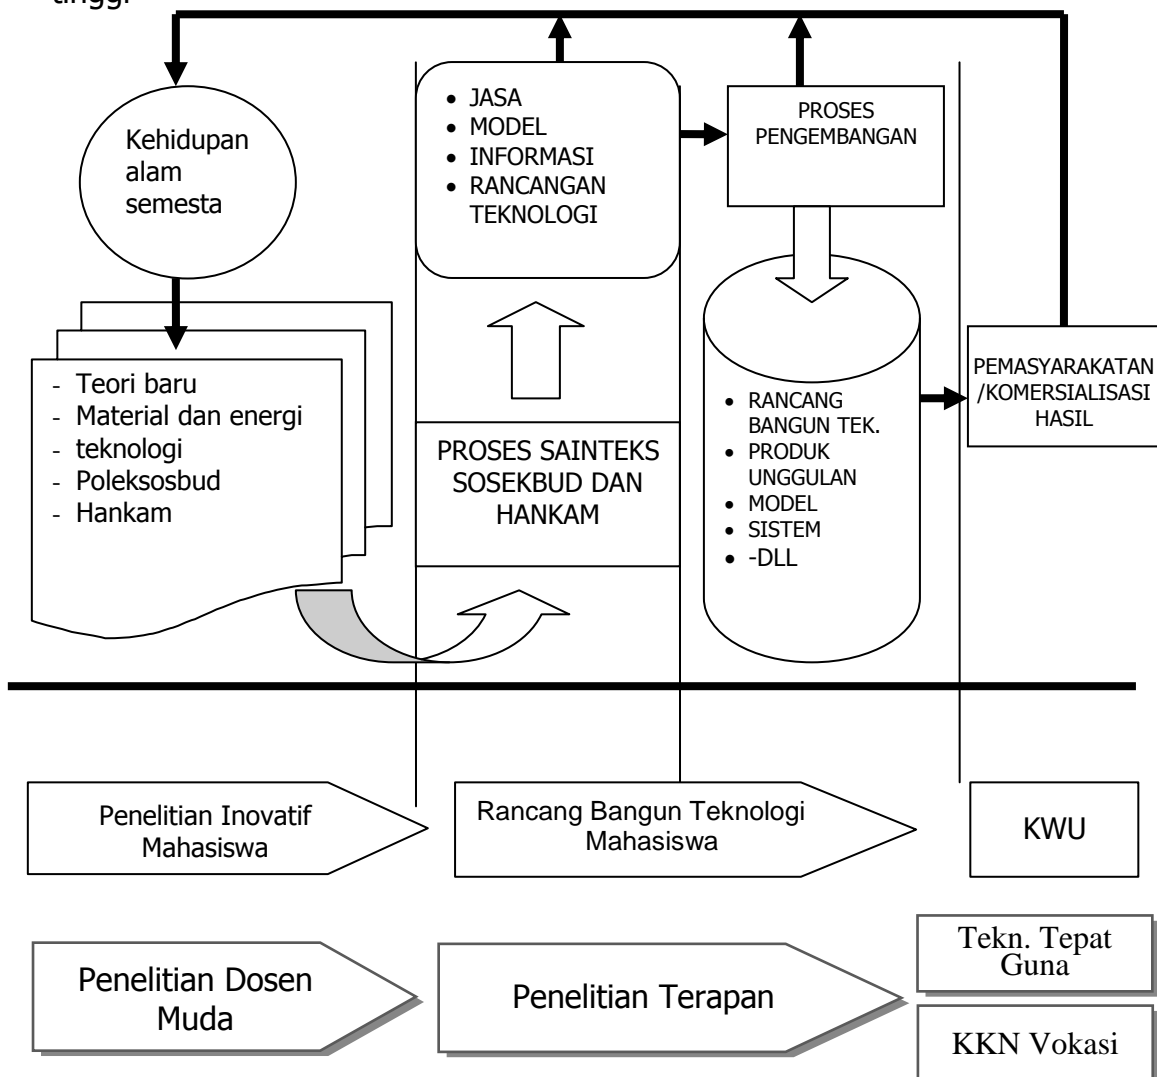 tinggi
Kehidupan
alam
semesta
• JASA
• MODEL
• INFORMASI
• RANCANGAN
TEKNOLOGI
PROSES
PENGEMBANGAN
- Teori baru
- Material dan energi
- teknologi
- Poleksosbud
- Hankam
PROSES SAINTEKS
SOSEKBUD DAN
HANKAM
• RANCANG
BANGUN TEK.
• PRODUK
UNGGULAN
• MODEL
• SISTEM
• -DLL
PEMASYARAKATAN
/KOMERSIALISASI
HASIL
Penelitian Inovatif
Mahasiswa
Rancang Bangun Teknologi
Mahasiswa
KWU
Penelitian Dosen
Muda
Penelitian Terapan
Tekn. Tepat
Guna
KKN Vokasi